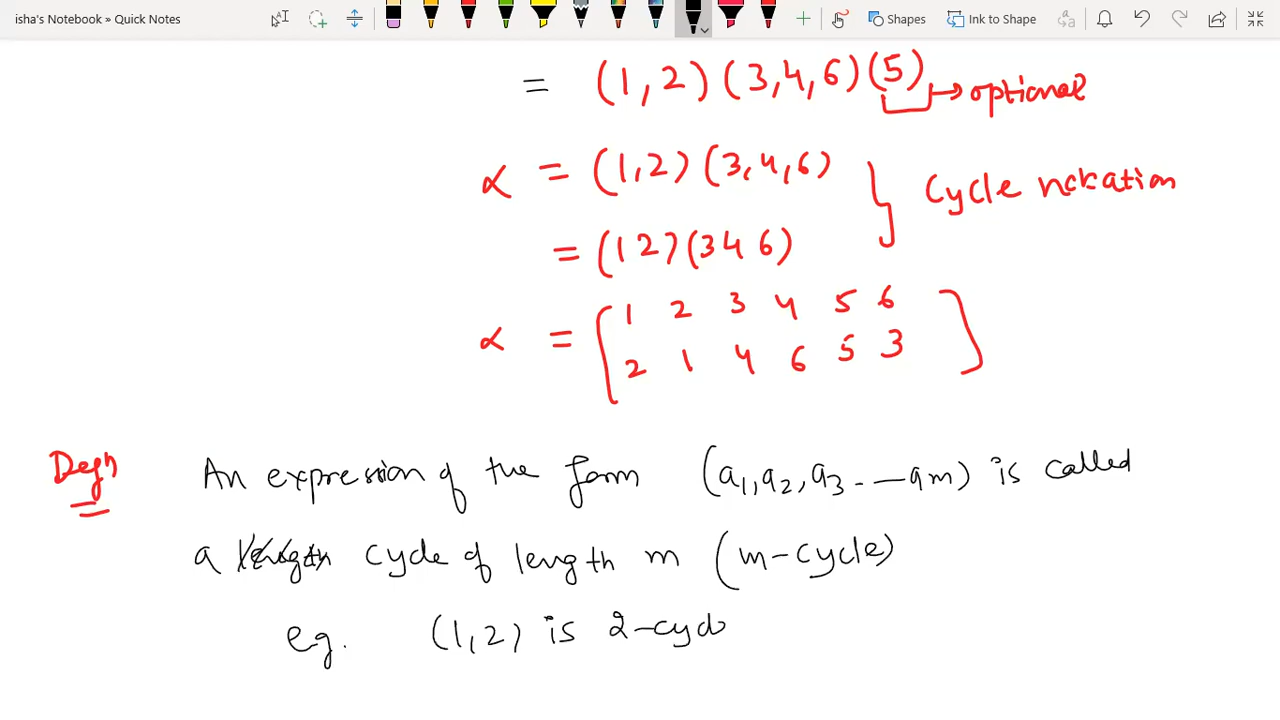 isha's Notebook » Quick Notes
Shapes Ink to Shape
= (1,2) (3,4,6) (5) → optional
α = (1,2) (3,4,6) } Cycle notation
= (1 2) (3 4 6)
α = [1 2 3 4 5 6
2 1 4 6 5 3]
Defn An expression of the form (a1, a2, a3 - - am) is called
a cycle of length m (m-cycle)
eg. (1,2) is 2-cycle